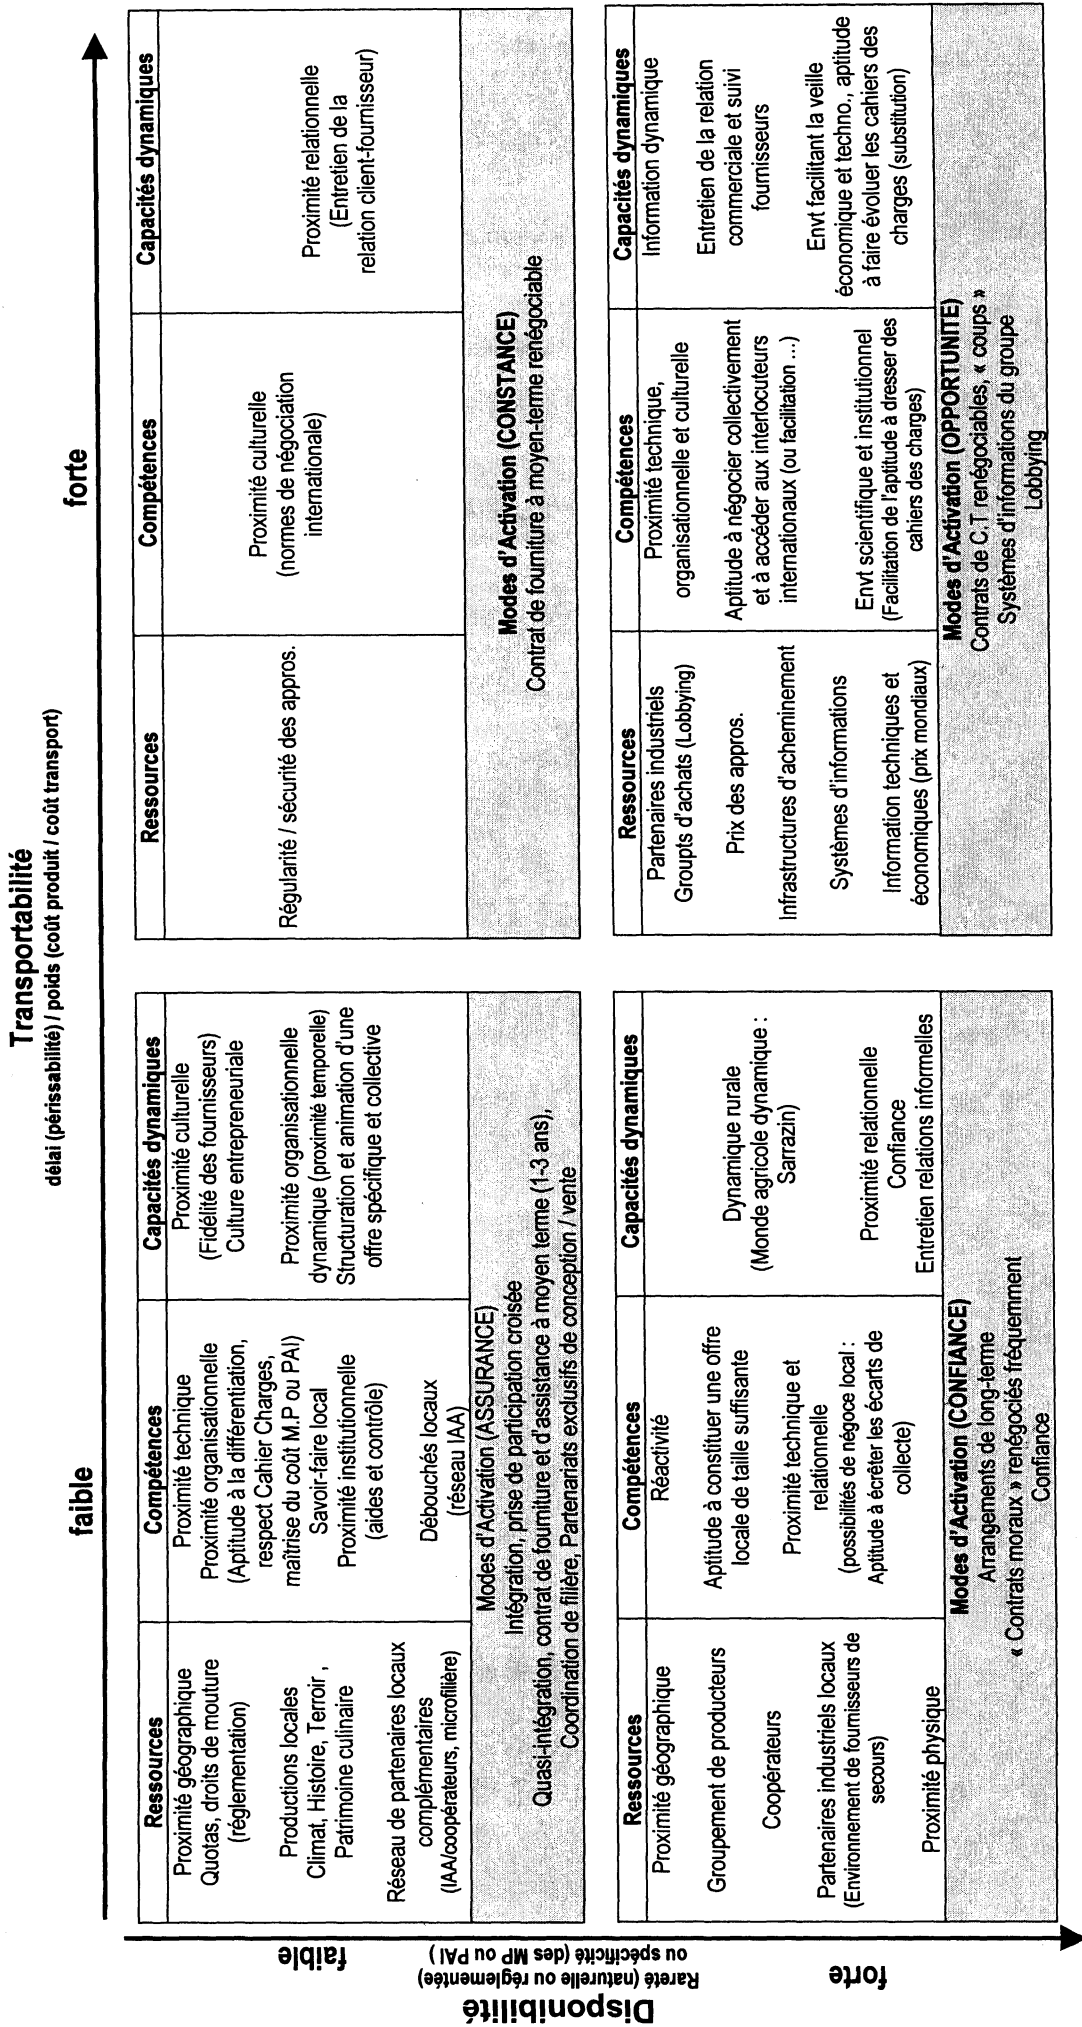 Transportabilité
délai (périssabilité) / poids (coût produit / coût transport)
faible
forte
Disponibilité
Rareté (naturelle ou réglementée)
ou spécificité (des MP ou PAI )
faible
forte
Ressources
Proximité géographique
Quotas, droits de mouture
(réglementation)
Productions locales
Climat, Histoire, Terroir ,
Patrimoine culinaire
Réseau de partenaires locaux
complémentaires
(IAA/coopérateurs, microfilière)
Compétences
Proximité technique
Proximité organisationnelle
(Aptitude à la différentiation,
respect Cahier Charges,
maîtrise du coût M.P ou PAI)
Savoir-faire local
Proximité institutionnelle
(aides et contrôle)
Débouchés locaux
(réseau IAA)
Capacités dynamiques
Proximité culturelle
(Fidélité des fournisseurs)
Culture entrepreneuriale
Proximité organisationnelle
dynamique (proximité temporelle)
Structuration et animation d'une
offre spécifique et collective
Modes d'Activation (ASSURANCE)
Intégration, prise de participation croisée
Quasi-intégration, contrat de fourniture et d'assistance à moyen terme (1-3 ans),
Coordination de filière, Partenariats exclusifs de conception / vente
Ressources
Régularité / sécurité des appros.
Compétences
Proximité culturelle
(normes de négociation
internationale)
Capacités dynamiques
Proximité relationnelle
(Entretien de la
relation client-fournisseur)
Modes d'Activation (CONSTANCE)
Contrat de fourniture à moyen-terme renégociable
Ressources
Proximité géographique
Groupement de producteurs
Coopérateurs
Partenaires industriels locaux
(Environnement de fournisseurs de
secours)
Proximité physique
Compétences
Réactivité
Aptitude à constituer une offre
locale de taille suffisante
Proximité technique et
relationnelle
(possibilités de négoce local :
Aptitude à écrêter les écarts de
collecte)
Capacités dynamiques
Dynamique rurale
(Monde agricole dynamique :
Sarrazin)
Proximité relationnelle
Confiance
Entretien relations informelles
Modes d'Activation (CONFIANCE)
Arrangements de long-terme
« Contrats moraux » renégociés fréquemment
Confiance
Ressources
Partenaires industriels
Groupts d'achats (Lobbying)
Prix des appros.
Infrastructures d'acheminement
Systèmes d'informations
Information techniques et
économiques (prix mondiaux)
Compétences
Proximité technique,
organisationnelle et culturelle
Aptitude à négocier collectivement
et à accéder aux interlocuteurs
internationaux (ou facilitation ...)
Envt scientifique et institutionnel
(Facilitation de l'aptitude à dresser des
cahiers des charges)
Capacités dynamiques
Information dynamique
Entretien de la relation
commerciale et suivi
fournisseurs
Envt facilitant la veille
économique et techno., aptitude
à faire évoluer les cahiers des
charges (substitution)
Modes d'Activation (OPPORTUNITE)
Contrats de C.T renégociables, « coups »
Systèmes d'informations du groupe
Lobbying